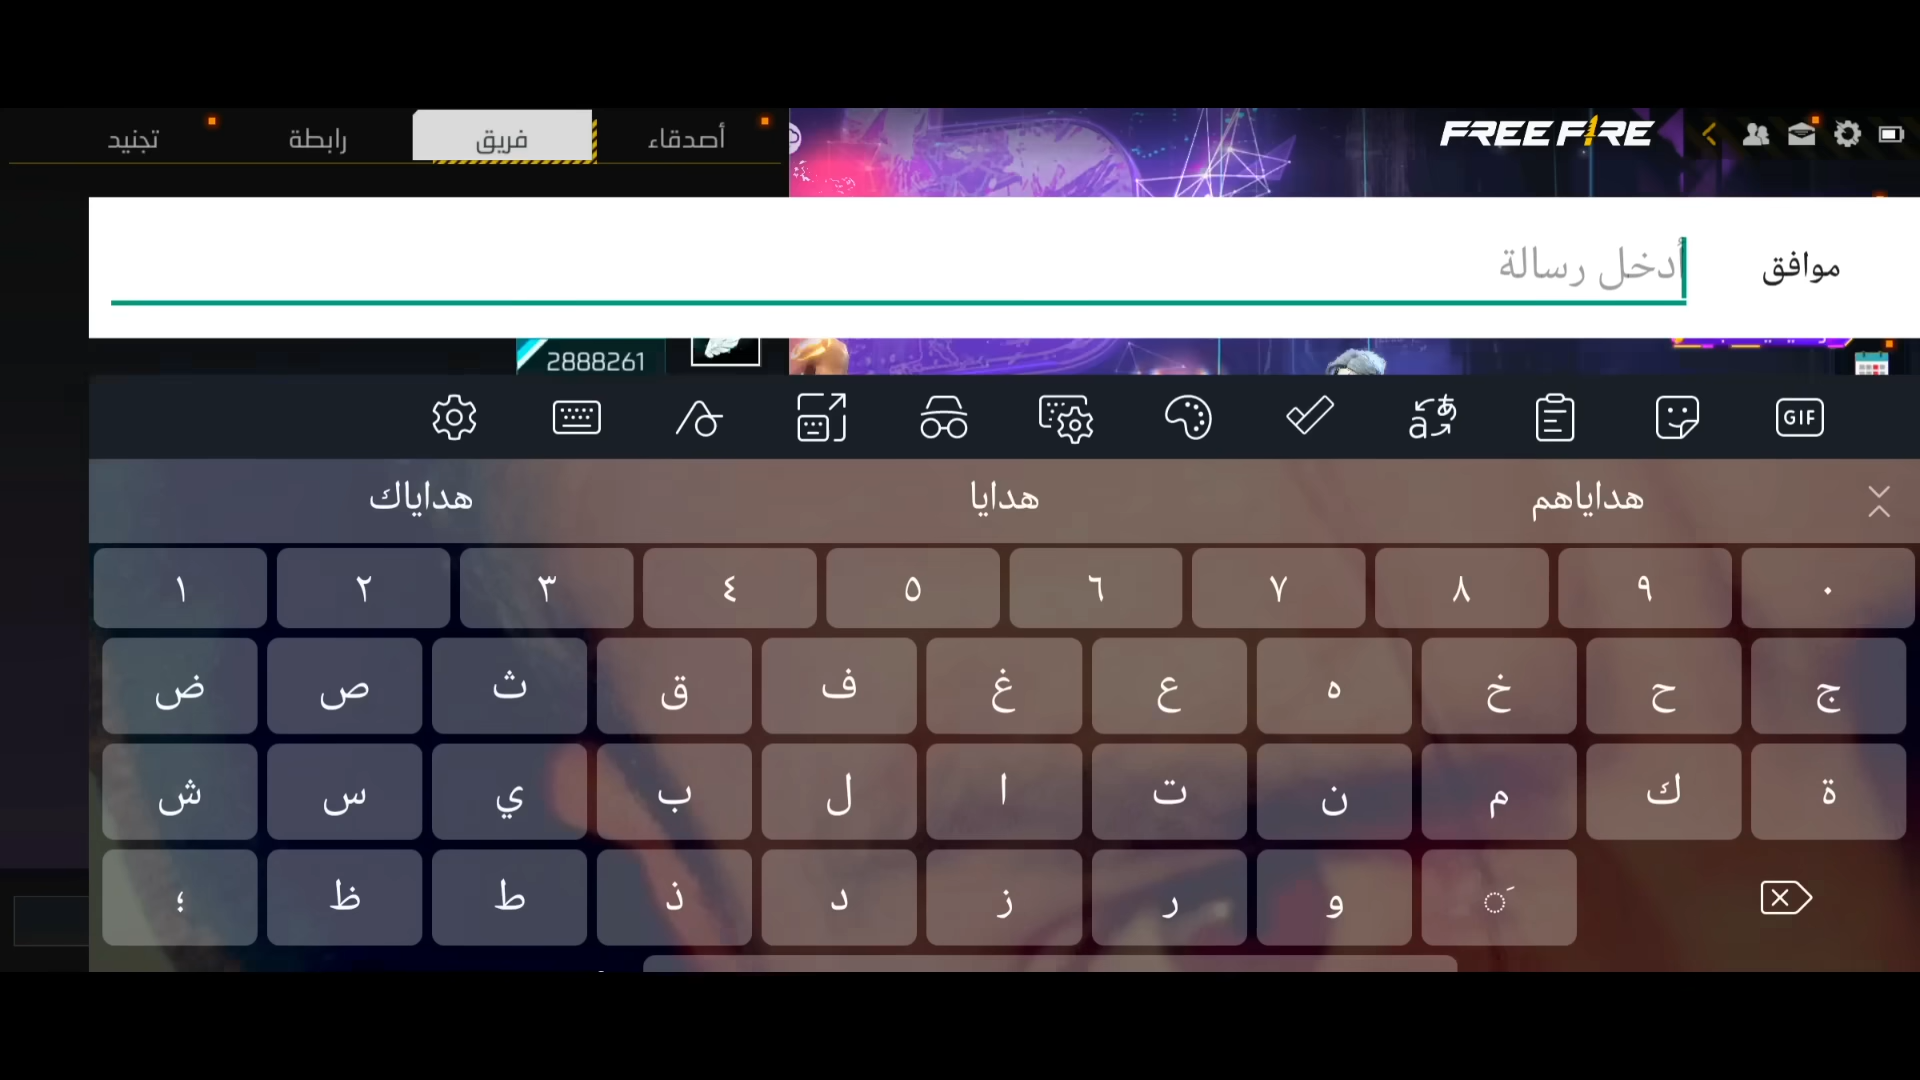 أصدقاء فريق رابطة تجنيد
FREE FIRE
موافق أدخل رسالة
2888261
GIF
هداياهم هدايا هداياك
١ ٢ ٣ ٤ ٥ ٦ ٧ ٨ ٩ ٠
ض ص ث ق ف غ ع ه خ ح ج
ش س ي ب ل ا ت ن م ك ة
؛ ظ ط ذ د ز ر و